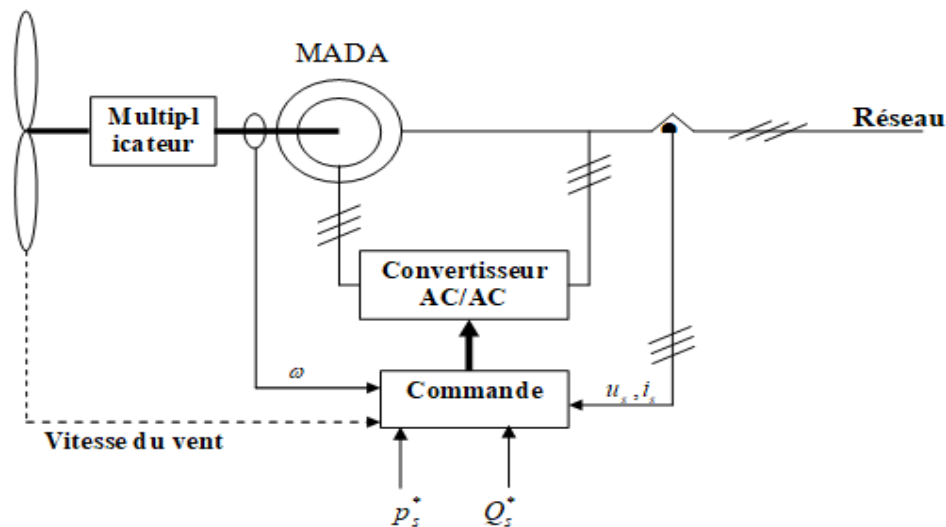 MADA
Multipl
icateur
Réseau
Convertisseur
AC/AC
ω
Commande
u_s, i_s
Vitesse du vent
p_s^*
Q_s^*